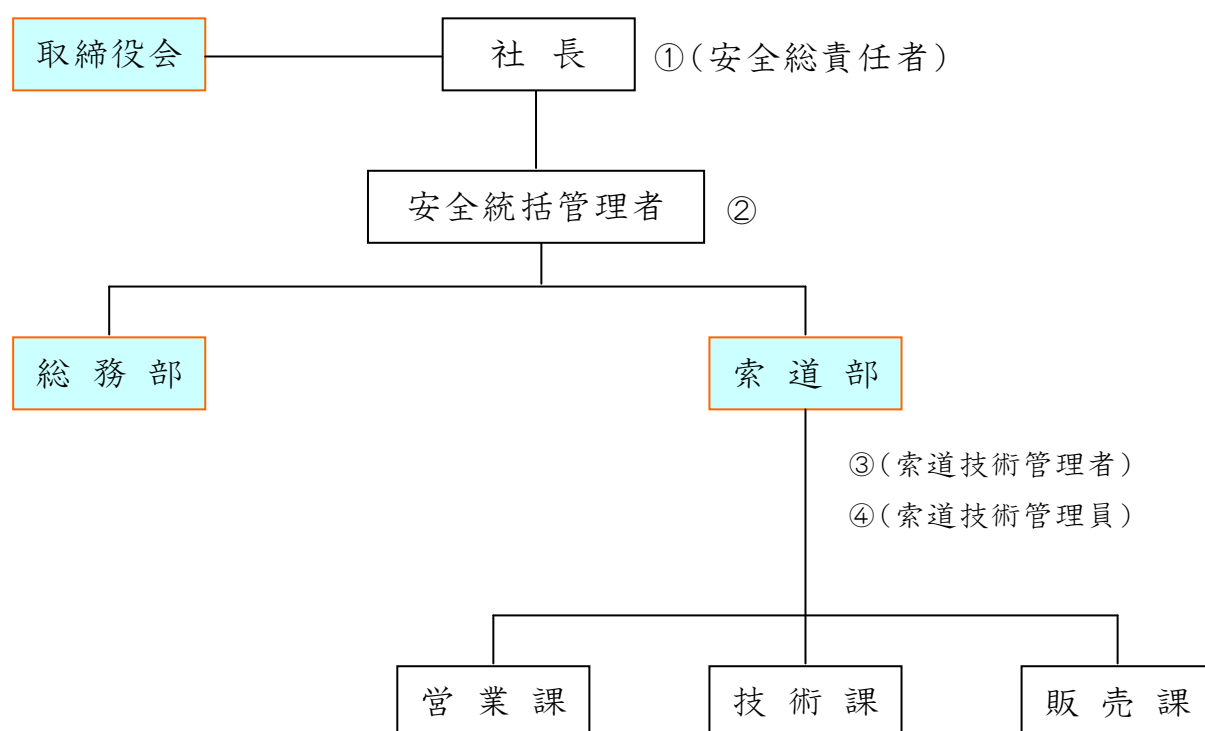 取締役会
社長
①(安全総責任者)
安全統括管理者
②
総務部
索道部
③(索道技術管理者)
④(索道技術管理員)
営業課
技術課
販売課